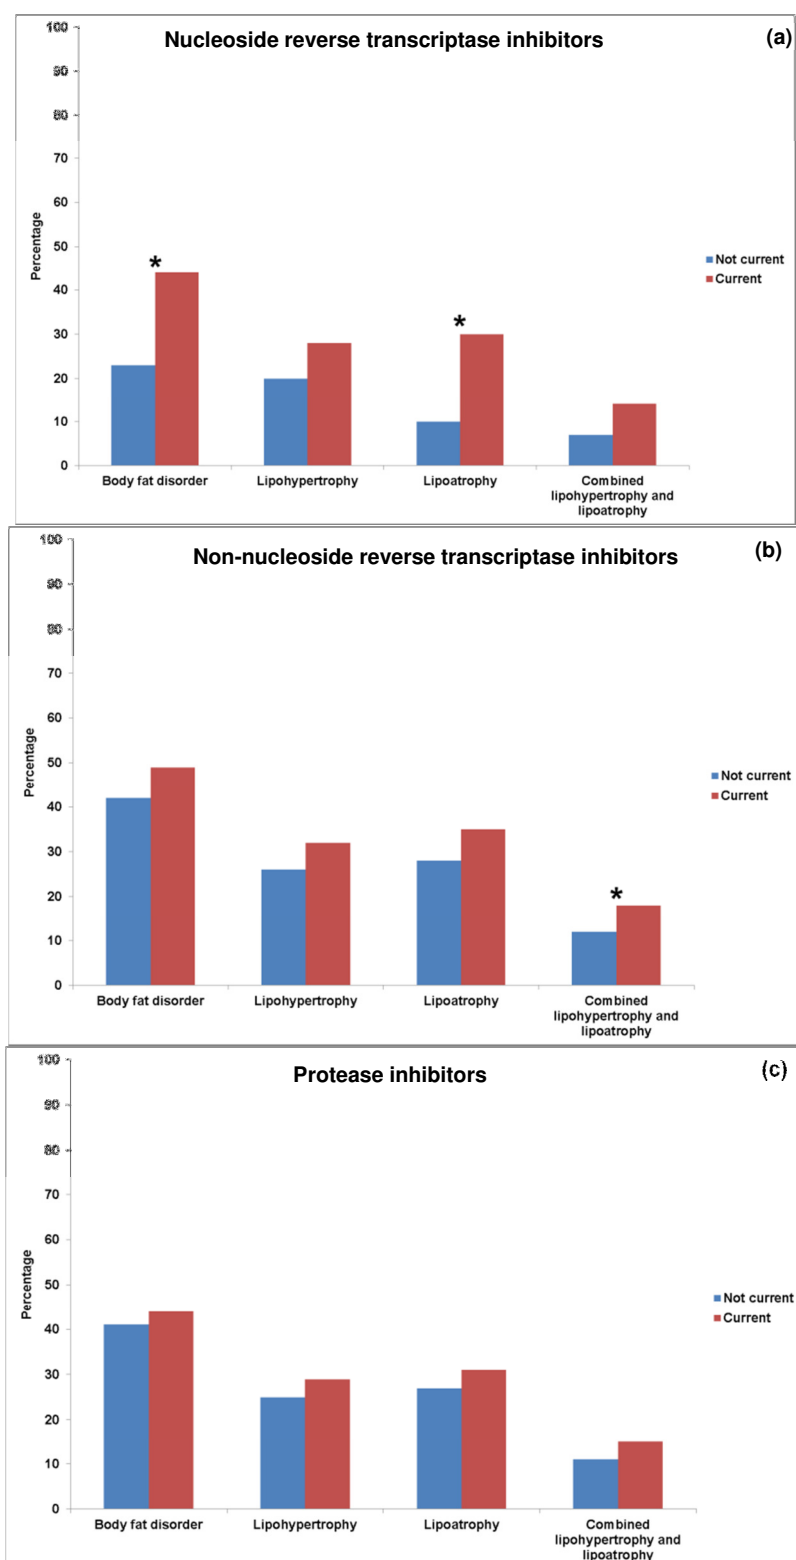 Nucleoside reverse transcriptase inhibitors
(a)
100
90
80
70
60
50
40
30
20
10
0
Percentage
Not current
Current
*
*
Body fat disorder
Lipohypertrophy
Lipoatrophy
Combined
lipohypertrophy and
lipoatrophy
Non-nucleoside reverse transcriptase inhibitors
(b)
100
90
80
70
60
50
40
30
20
10
0
Percentage
Not current
Current
*
Body fat disorder
Lipohypertrophy
Lipoatrophy
Combined
lipohypertrophy and
lipoatrophy
Protease inhibitors
(c)
100
90
80
70
60
50
40
30
20
10
0
Percentage
Not current
Current
Body fat disorder
Lipohypertrophy
Lipoatrophy
Combined
lipohypertrophy and
lipoatrophy